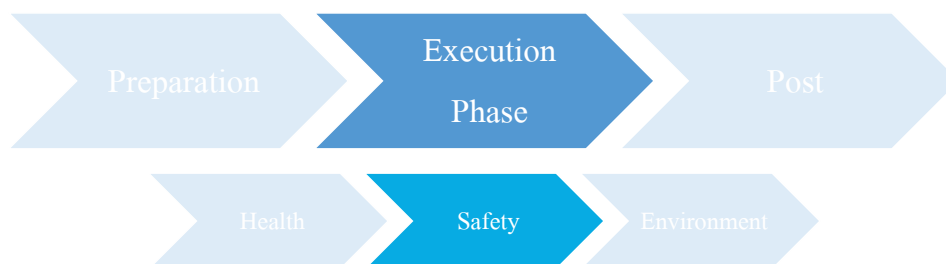 Preparation
Execution
Phase
Post
Health
Safety
Environment